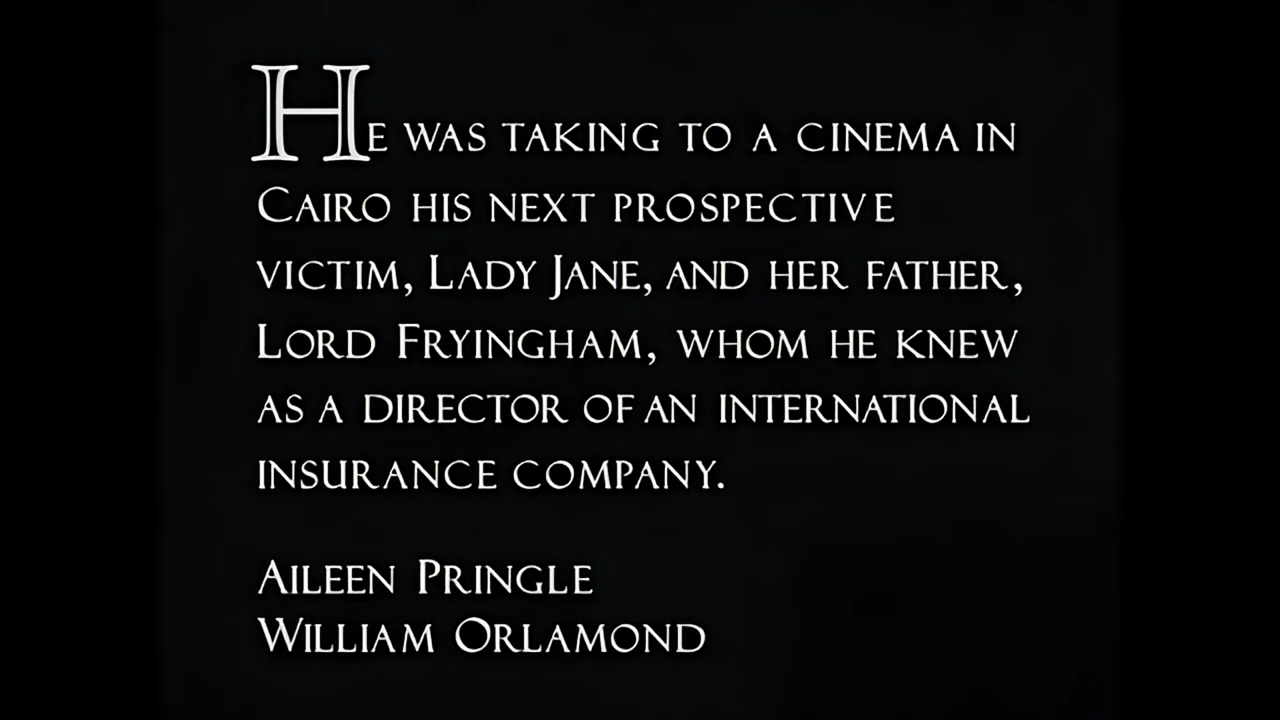 He was taking to a cinema in
Cairo his next prospective
victim, Lady Jane, and her father,
Lord Fryingham, whom he knew
as a director of an international
insurance company.
Aileen Pringle
William Orlamond